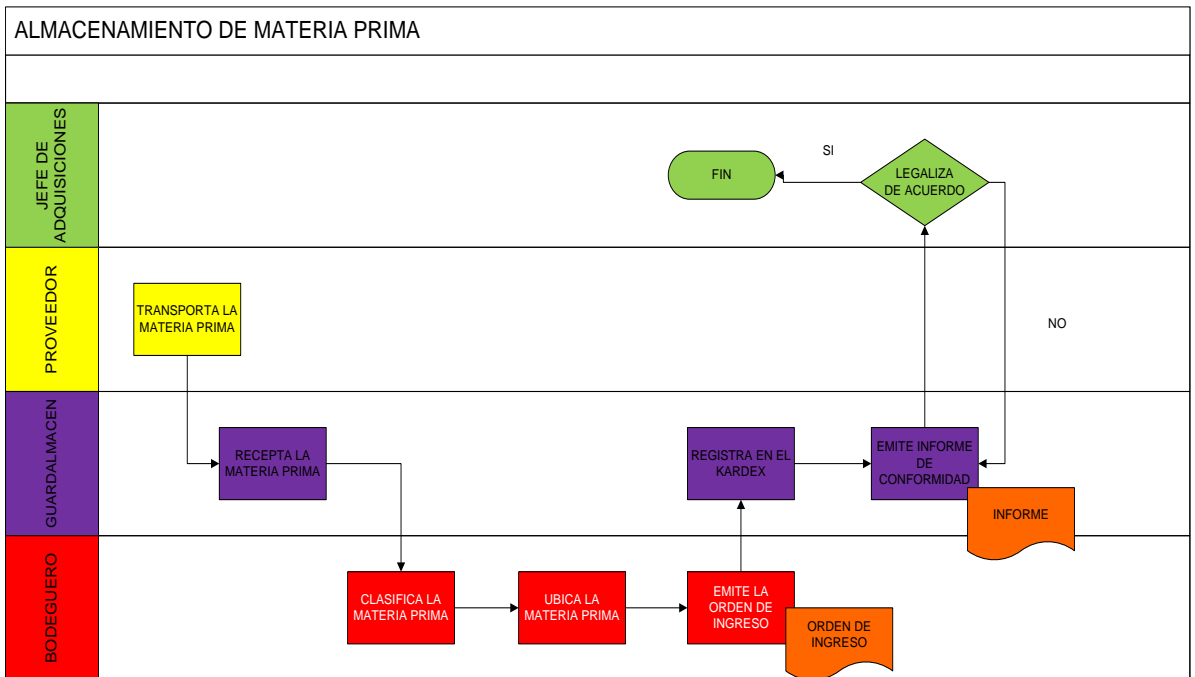 ALMACENAMIENTO DE MATERIA PRIMA
JEFE DE
ADQUISICIONES
FIN
SI
LEGALIZA
DE ACUERDO
PROVEEDOR
TRANSPORTA LA
MATERIA PRIMA
NO
GUARDALMACEN
RECEPTA LA
MATERIA PRIMA
REGISTRA EN EL
KARDEX
EMITE INFORME
DE
CONFORMIDAD
INFORME
BODEGUERO
CLASIFICA LA
MATERIA PRIMA
UBICA LA
MATERIA PRIMA
EMITE LA
ORDEN DE
INGRESO
ORDEN DE
INGRESO